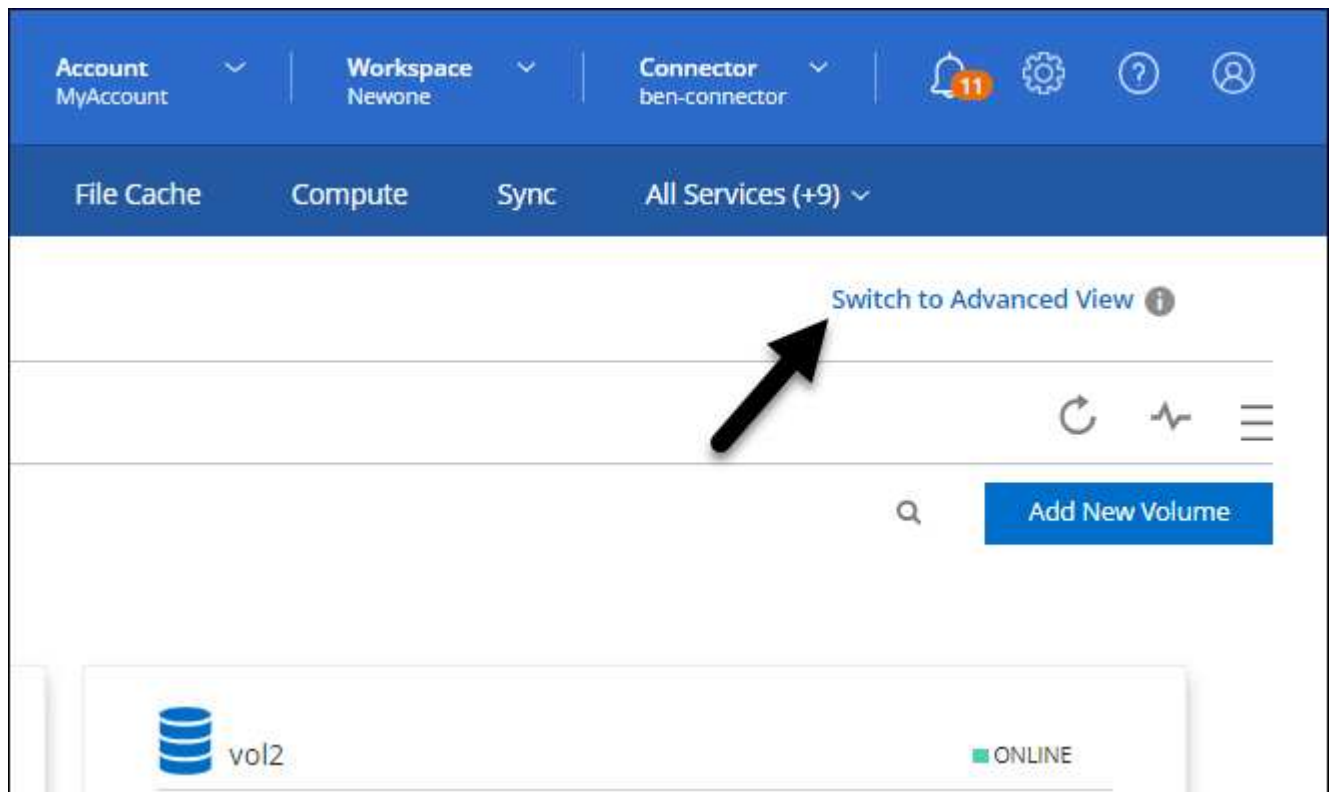 Account
MyAccount
Workspace
Newone
Connector
ben-connector
11
File Cache
Compute
Sync
All Services (+9)
Switch to Advanced View
Add New Volume
vol2
ONLINE